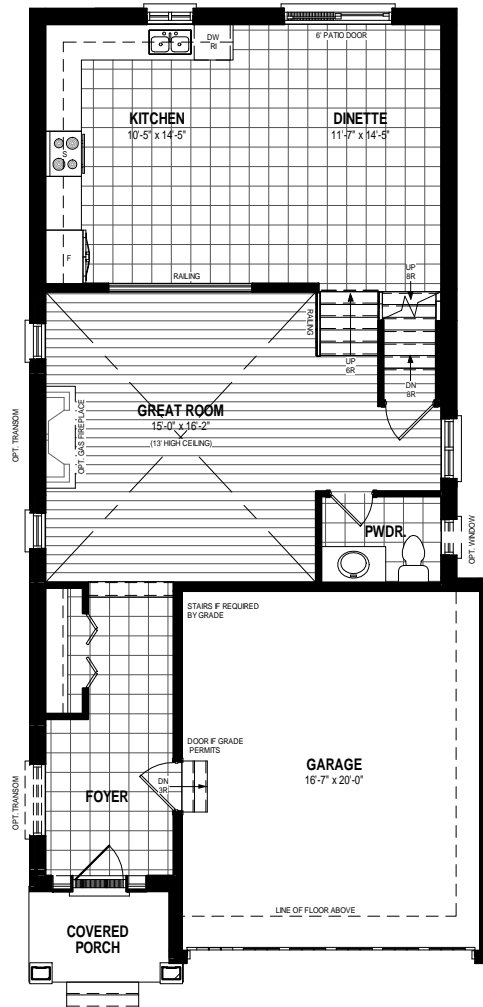 DW
RI
6' PATIO DOOR
KITCHEN
10'-5" x 14'-5"
DINETTE
11'-7" x 14'-5"
S
F
RAILING
UP
8R
RAILING
UP
6R
DN
8R
OPT. TRANSOM
OPT. GAS FIREPLACE
GREAT ROOM
15'-0" x 16'-2"
(13' HIGH CEILING)
PWDR.
OPT. WINDOW
STAIRS IF REQUIRED
BY GRADE
DOOR IF GRADE
PERMITS
DN
3R
GARAGE
16'-7" x 20'-0"
OPT. TRANSOM
FOYER
LINE OF FLOOR ABOVE
COVERED
PORCH